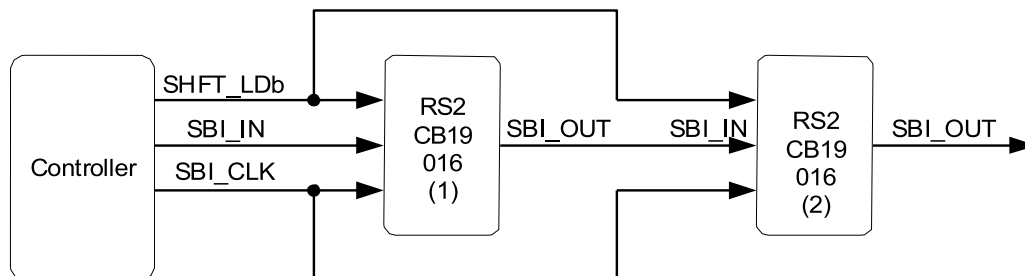 SHFT_LDb
SBI_IN
SBI_CLK
Controller
RS2
CB19
016
(1)
SBI_OUT
SBI_IN
RS2
CB19
016
(2)
SBI_OUT